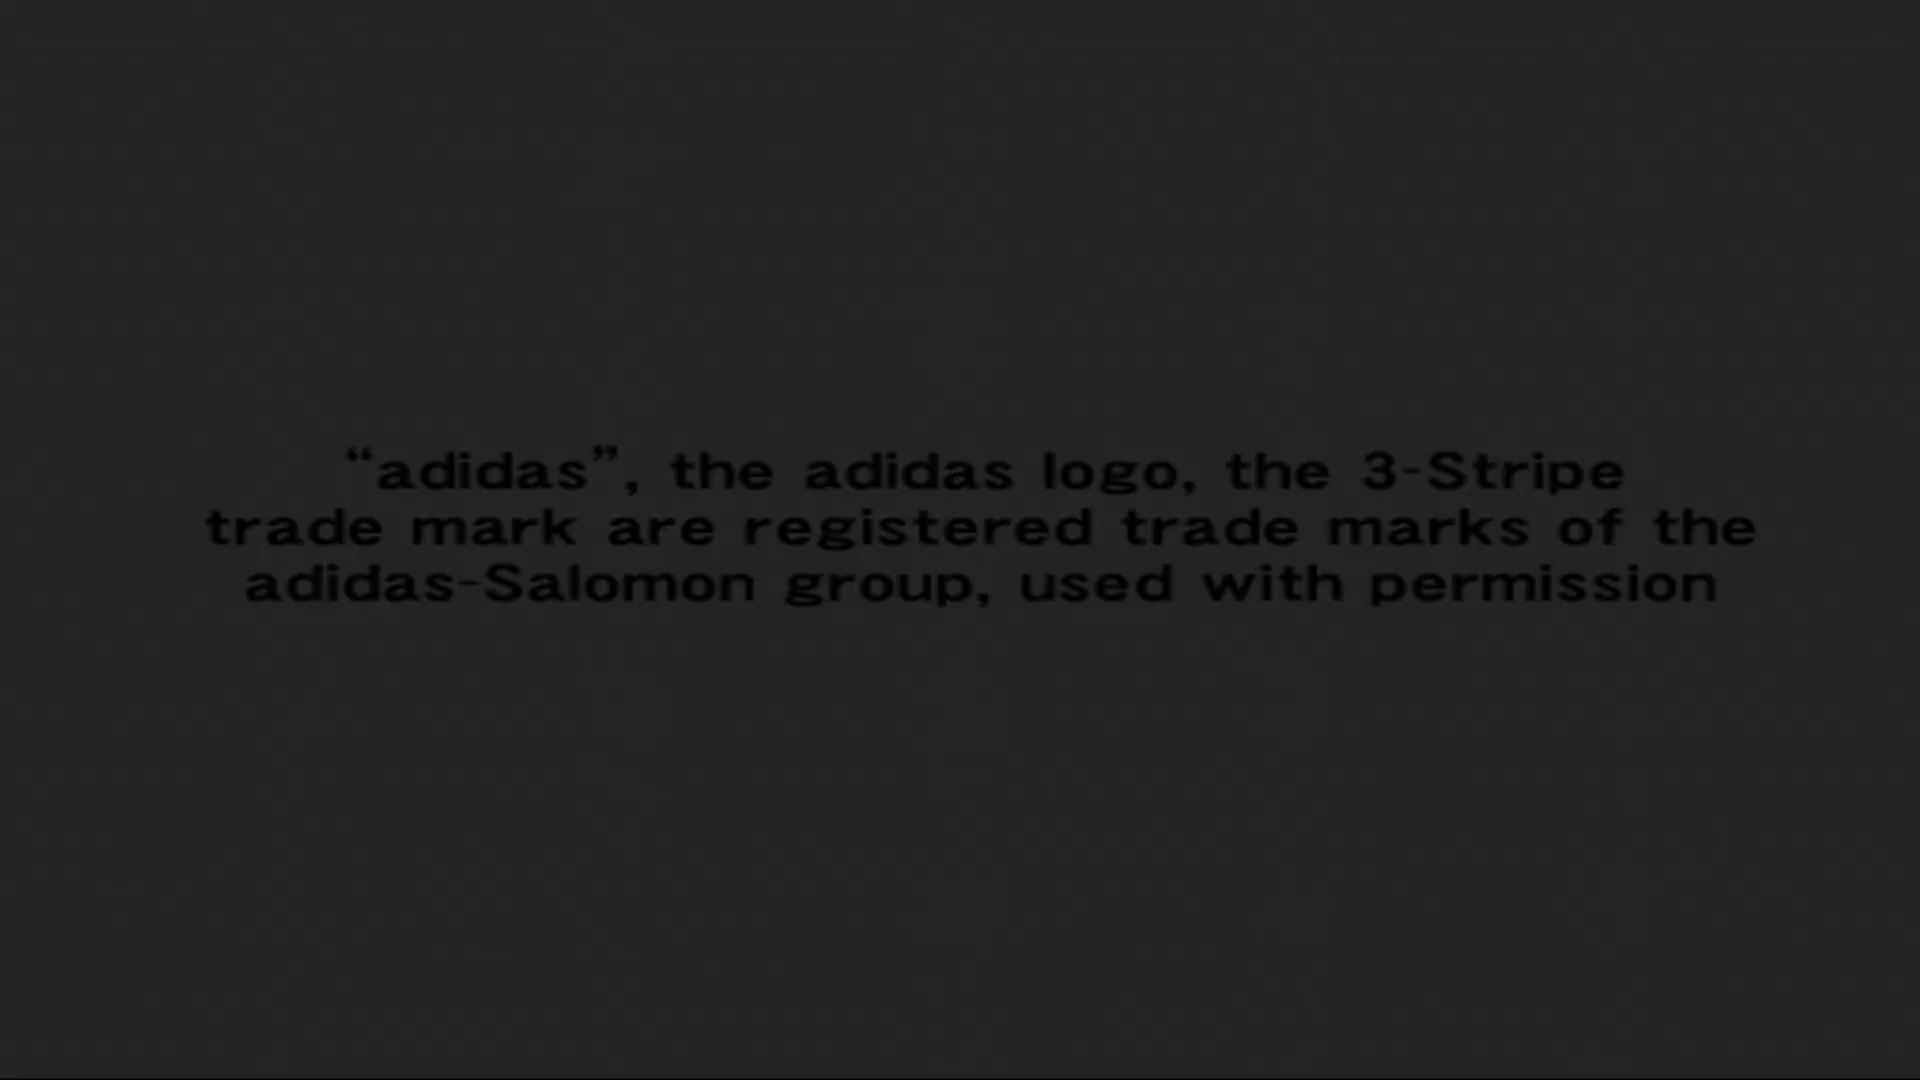 “adidas”, the adidas logo, the 3-Stripe
trade mark are registered trade marks of the
adidas-Salomon group, used with permission